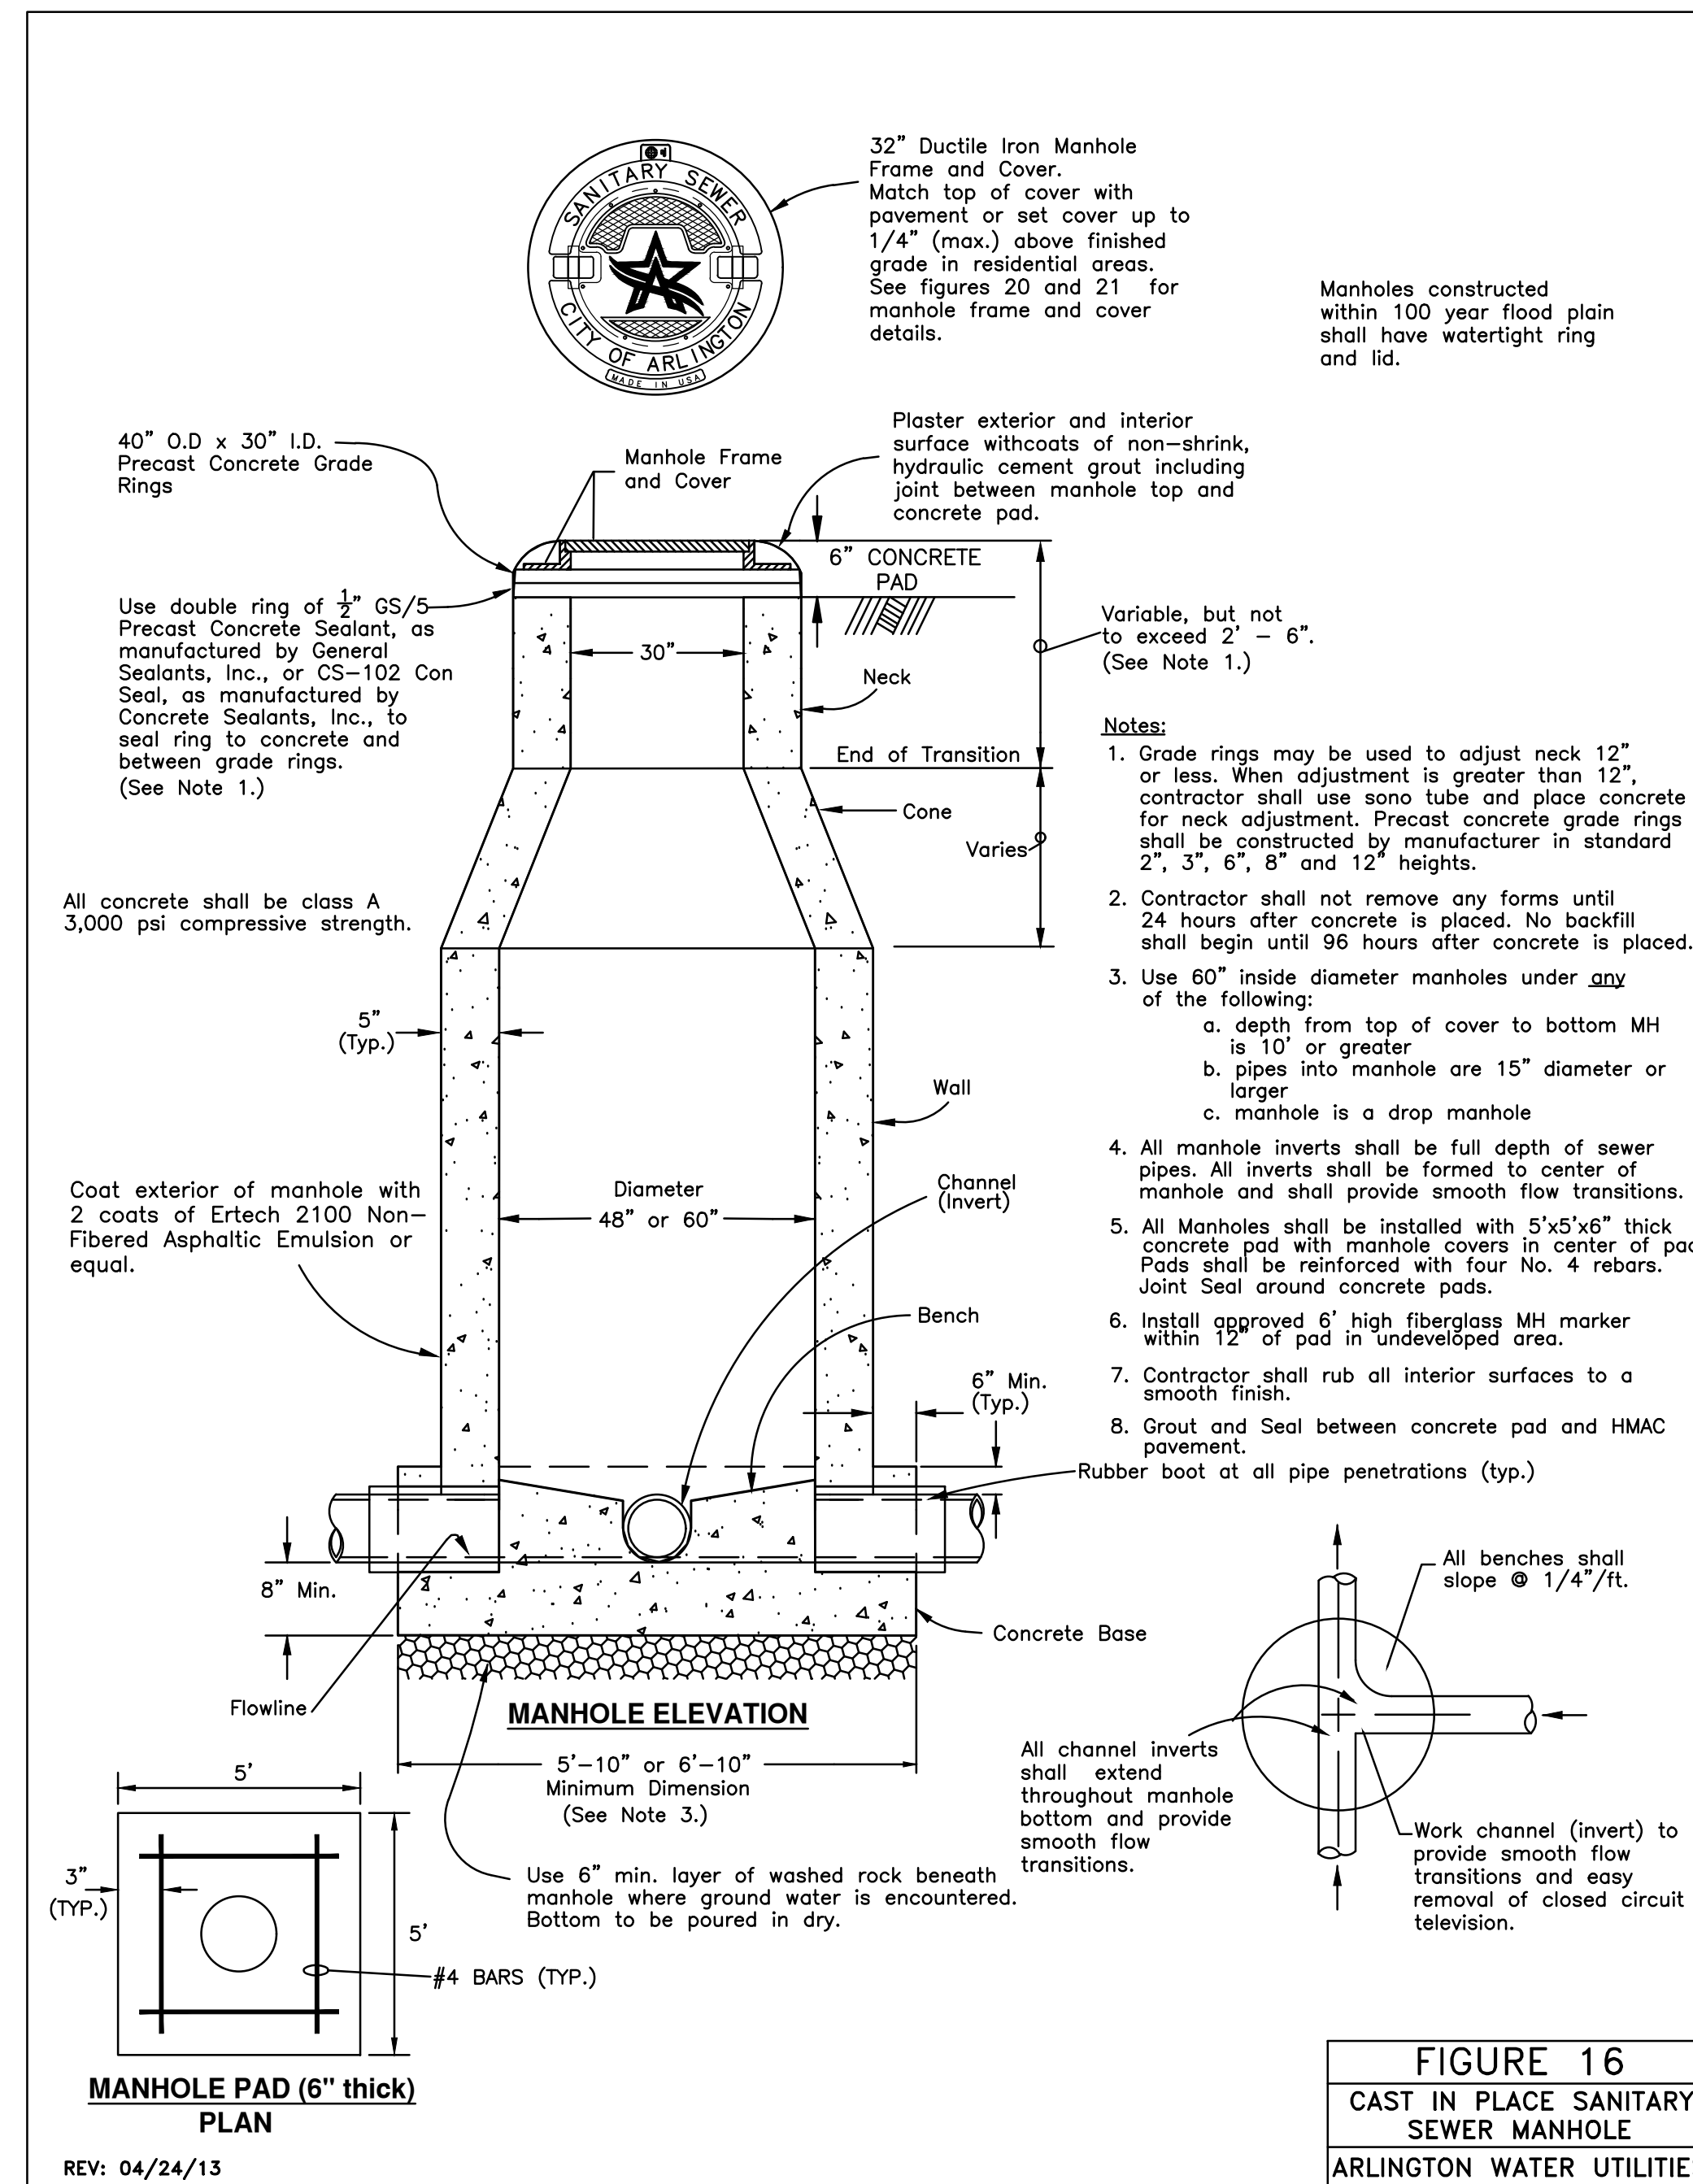 SANITARY SEWER
CITY OF ARLINGTON
MADE IN USA
32” Ductile Iron Manhole
Frame and Cover.
Match top of cover with
pavement or set cover up to
1/4” (max.) above finished
grade in residential areas.
See figures 20 and 21 for
manhole frame and cover
details.
Manholes constructed
within 100 year flood plain
shall have watertight ring
and lid.
40” O.D x 30” I.D.
Precast Concrete Grade
Rings
Manhole Frame
and Cover
Plaster exterior and interior
surface withcoats of non-shrink,
hydraulic cement grout including
joint between manhole top and
concrete pad.
6” CONCRETE
PAD
Use double ring of 1/2” GS/5
Precast Concrete Sealant, as
manufactured by General
Sealants, Inc., or CS-102 Con
Seal, as manufactured by
Concrete Sealants, Inc., to
seal ring to concrete and
between grade rings.
(See Note 1.)
30”
Neck
Variable, but not
to exceed 2’ - 6”.
(See Note 1.)
End of Transition
Cone
Varies
All concrete shall be class A
3,000 psi compressive strength.
5”
(Typ.)
Wall
Coat exterior of manhole with
2 coats of Ertech 2100 Non-
Fibered Asphaltic Emulsion or
equal.
Diameter
48” or 60”
Channel
(Invert)
Bench
6” Min.
(Typ.)
Notes:
1. Grade rings may be used to adjust neck 12”
or less. When adjustment is greater than 12”,
contractor shall use sono tube and place concrete
for neck adjustment. Precast concrete grade rings
shall be constructed by manufacturer in standard
2”, 3”, 6”, 8” and 12” heights.
2. Contractor shall not remove any forms until
24 hours after concrete is placed. No backfill
shall begin until 96 hours after concrete is placed.
3. Use 60” inside diameter manholes under any
of the following:
a. depth from top of cover to bottom MH
is 10’ or greater
b. pipes into manhole are 15” diameter or
larger
c. manhole is a drop manhole
4. All manhole inverts shall be full depth of sewer
pipes. All inverts shall be formed to center of
manhole and shall provide smooth flow transitions.
5. All Manholes shall be installed with 5’x5’x6” thick
concrete pad with manhole covers in center of
Pads shall be reinforced with four No. 4 rebars.
Joint Seal around concrete pads.
6. Install approved 6’ high fiberglass MH marker
within 12” of pad in undeveloped area.
7. Contractor shall rub all interior surfaces to a
smooth finish.
8. Grout and Seal between concrete pad and HMAC
pavement.
Rubber boot at all pipe penetrations (typ.)
8” Min.
Flowline
Concrete Base
MANHOLE ELEVATION
5’-10” or 6’-10”
Minimum Dimension
(See Note 3.)
Use 6” min. layer of washed rock beneath
manhole where ground water is encountered.
Bottom to be poured in dry.
All benches shall
slope @ 1/4”/ft.
All channel inverts
shall extend
throughout manhole
bottom and provide
smooth flow
transitions.
Work channel (invert) to
provide smooth flow
transitions and easy
removal of closed circuit
television.
5’
3”
(TYP.)
5’
#4 BARS (TYP.)
MANHOLE PAD (6" thick)
PLAN
REV: 04/24/13
FIGURE 16
CAST IN PLACE SANITARY
SEWER MANHOLE
ARLINGTON WATER